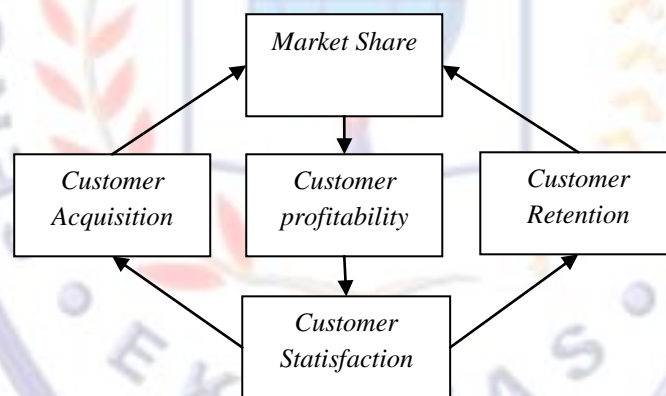 Market Share
Customer
Acquisition
Customer
profitability
Customer
Retention
Customer
Statisfaction